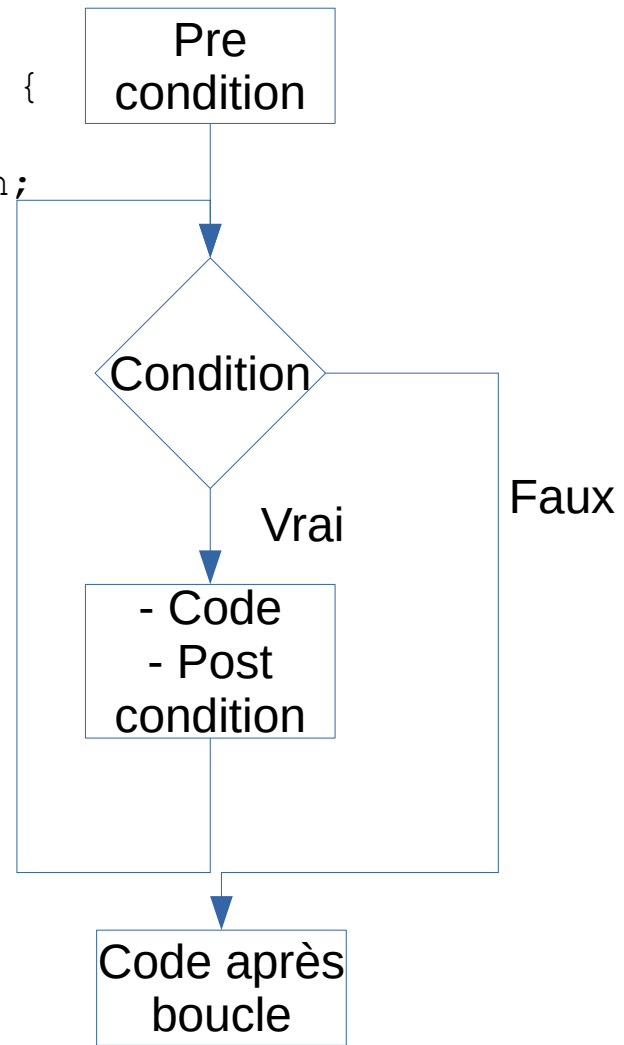 Pre
condition
{
n;
Condition
Vrai
Faux
- Code
- Post
condition
Code après
boucle